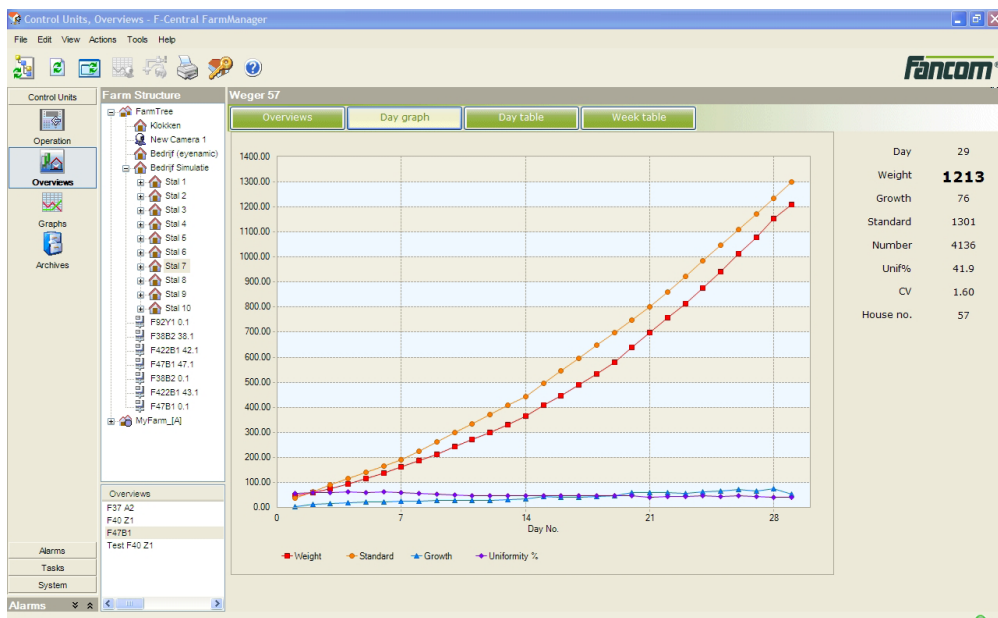 Control Units, Overviews - F-Central FarmManager
File Edit View Actions Tools Help
Fancom
Control Units
Operation
Overviews
Graphs
Archives
Alarms
Tasks
System
Alarms
Farm Structure
FarmTree
Klokken
New Camera 1
Bedrijf (eyenamic)
Bedrijf Simulatie
Stal 1
Stal 2
Stal 3
Stal 4
Stal 5
Stal 6
Stal 7
Stal 8
Stal 9
Stal 10
F92Y1 0.1
F38B2 38.1
F422B1 42.1
F47B1 47.1
F38B2 0.1
F422B1 43.1
F47B1 0.1
MyFarm_[A]
Overviews
F37 A2
F40 Z1
F47B1
Test F40 Z1
Weger 57
Overviews Day graph Day table Week table
1400.00
1300.00
1200.00
1100.00
1000.00
900.00
800.00
700.00
600.00
500.00
400.00
300.00
200.00
100.00
0.00
0 7 14 21 28
Day No.
Weight Standard Growth Uniformity %
Day 29
Weight 1213
Growth 76
Standard 1301
Number 4136
Unif% 41.9
CV 1.60
House no. 57